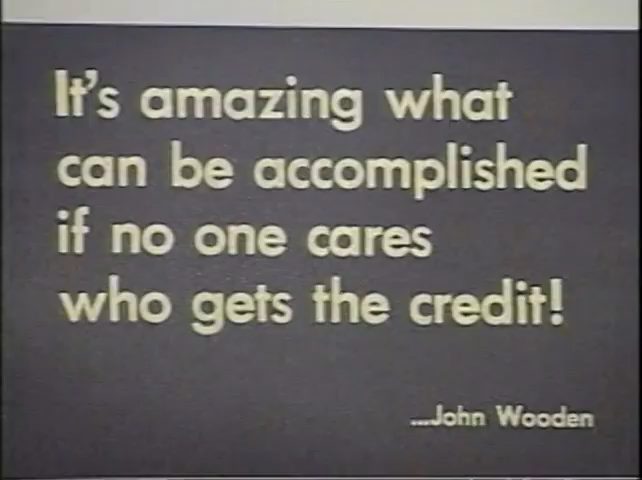 It's amazing what
can be accomplished
if no one cares
who gets the credit!
...John Wooden